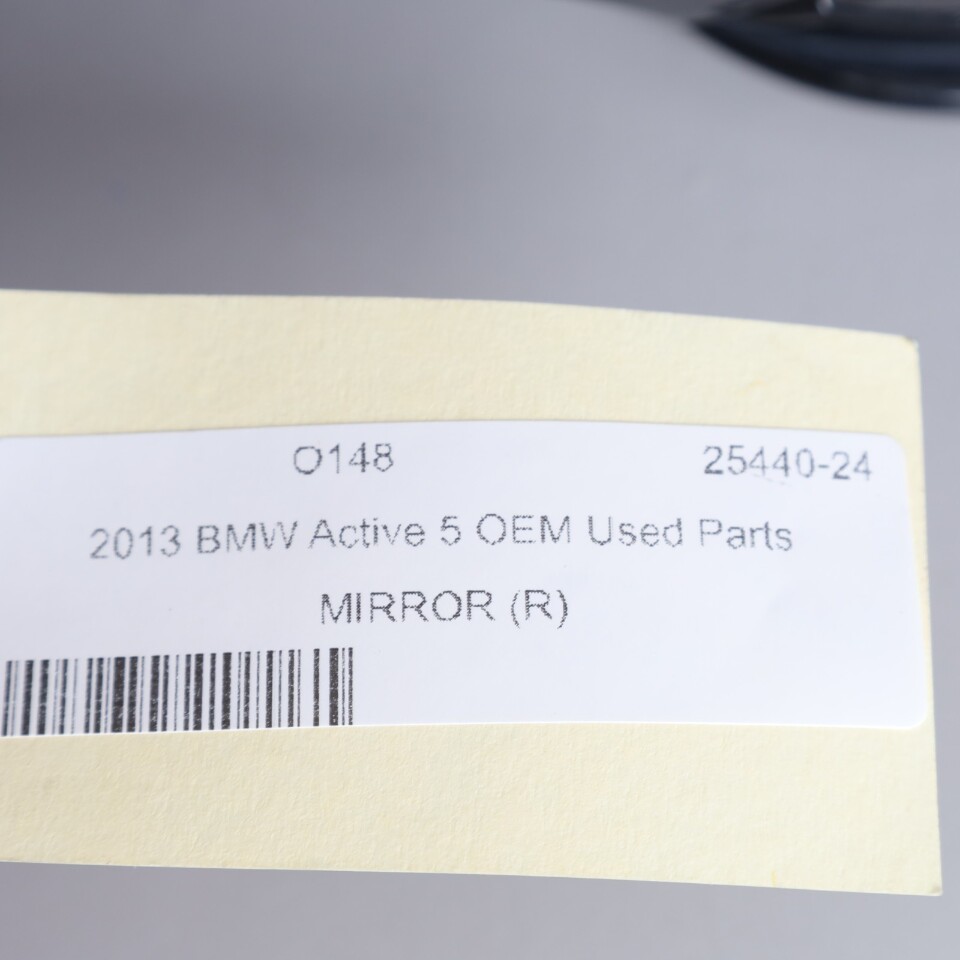 O148 25440-24
2013 BMW Active 5 OEM Used Parts
MIRROR (R)